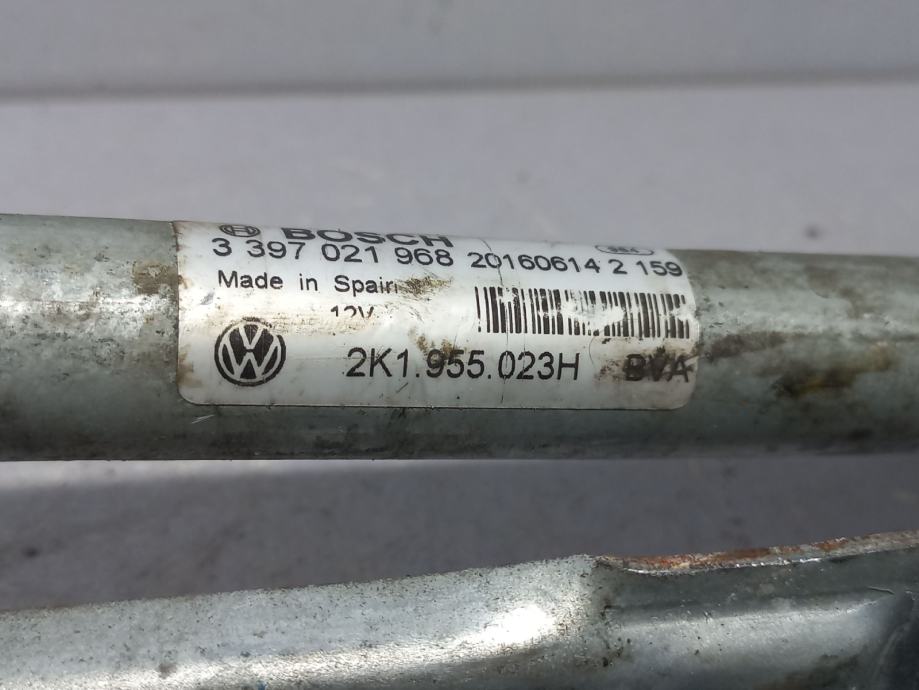 BOSCH
3 397 021 968 20160614 2 159
Made in Spain
12V
2K1.955.023H BVA